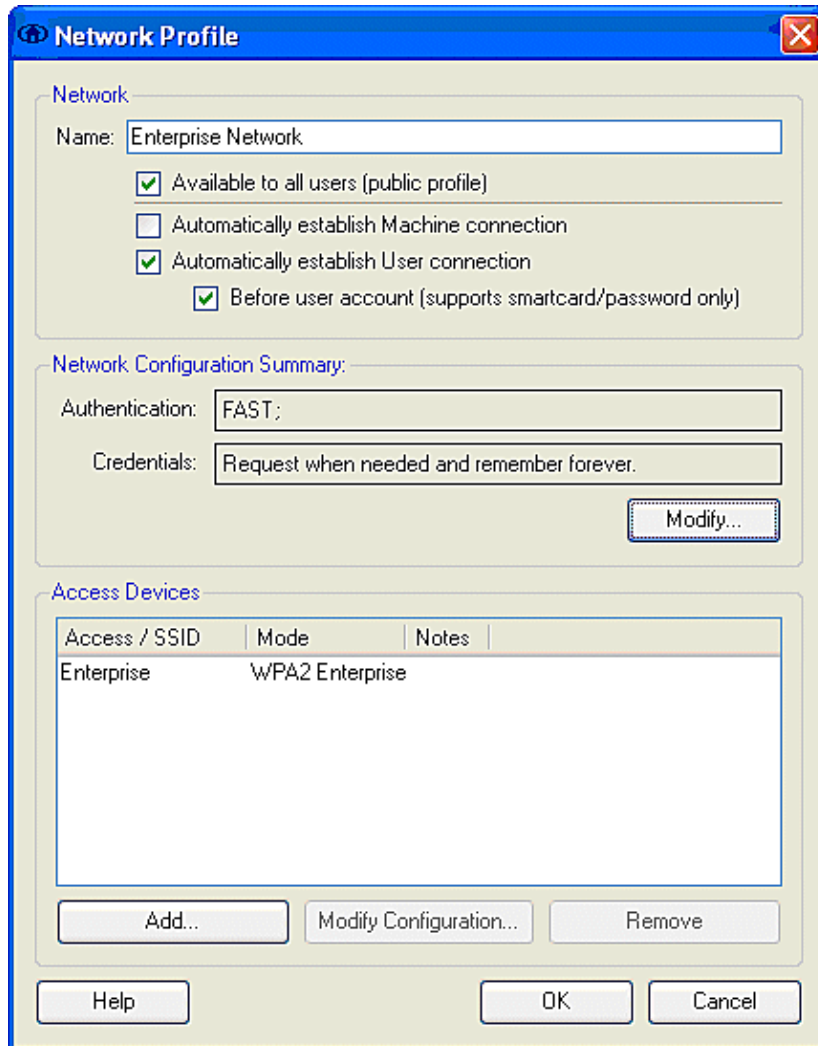 Network Profile
Network
Name: Enterprise Network
Available to all users (public profile)
Automatically establish Machine connection
Automatically establish User connection
Before user account (supports smartcard/password only)
Network Configuration Summary:
Authentication: FAST;
Credentials: Request when needed and remember forever.
Modify...
Access Devices
Access / SSID Mode Notes
Enterprise WPA2 Enterprise
Add... Modify Configuration... Remove
Help OK Cancel